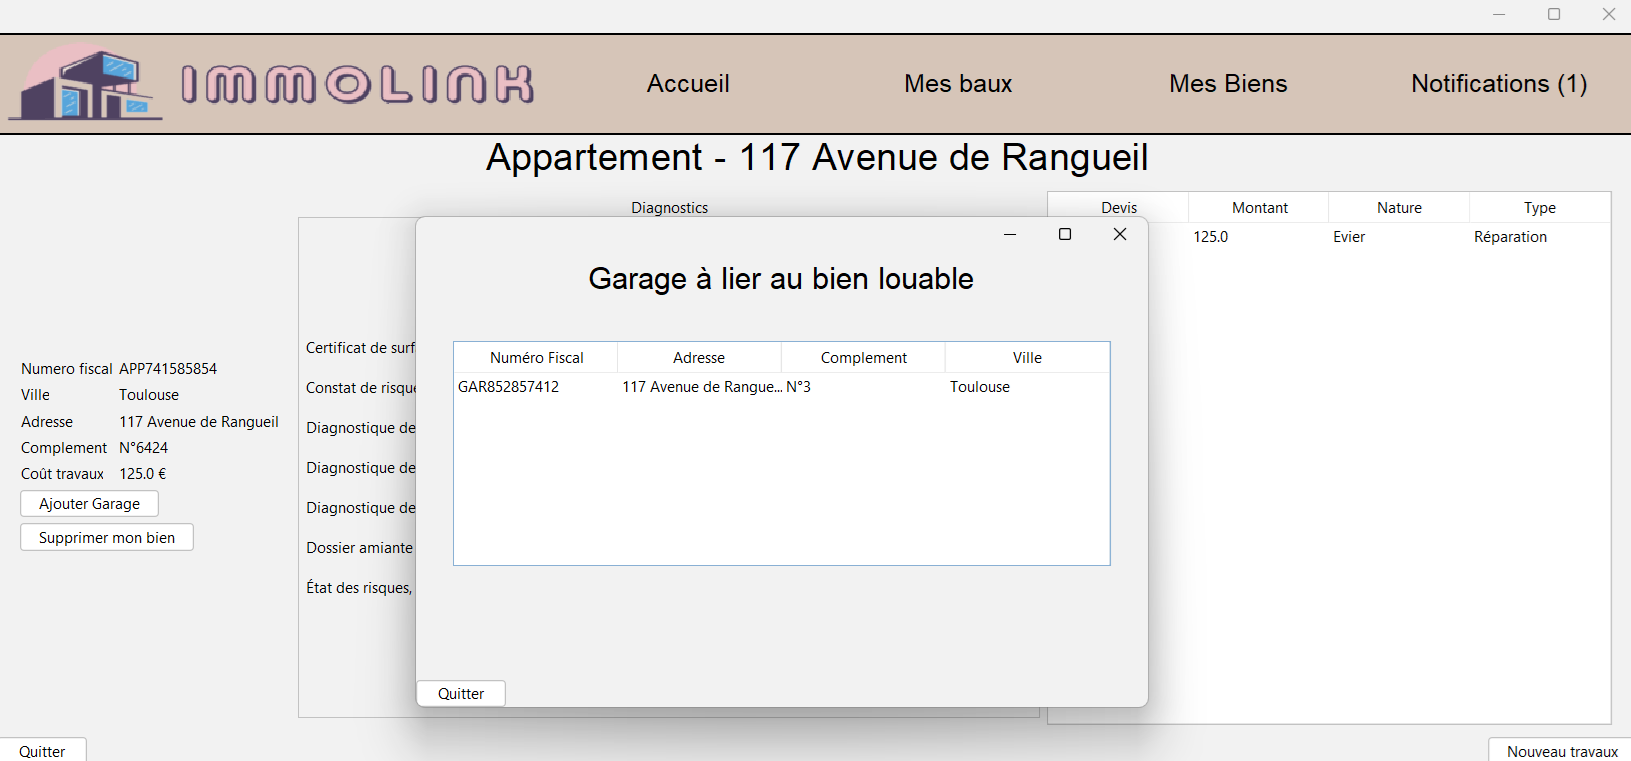 IMMOLINK
Accueil
Mes baux
Mes Biens
Notifications (1)
Appartement - 117 Avenue de Rangueil
Numero fiscal APP741585854
Ville Toulouse
Adresse 117 Avenue de Rangueil
Complement N°6424
Coût travaux 125.0 €
Ajouter Garage
Supprimer mon bien
Diagnostics
Certificat de surf
Constat de risque
Diagnostique de
Diagnostique de
Diagnostique de
Dossier amiante
État des risques,
Garage à lier au bien louable
Numéro Fiscal Adresse Complement Ville
GAR852857412 117 Avenue de Rangue... N°3 Toulouse
Quitter
Devis Montant Nature Type
125.0 Evier Réparation
Quitter
Nouveau travaux